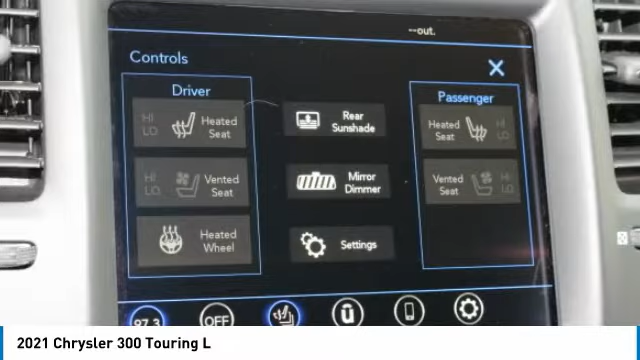 --out.
Controls
Driver
HI
LO
Heated
Seat
HI
LO
Vented
Seat
Heated
Wheel
Rear
Sunshade
Mirror
Dimmer
Settings
Passenger
Heated
Seat
HI
LO
Vented
Seat
HI
LO
97.3
OFF
2021 Chrysler 300 Touring L